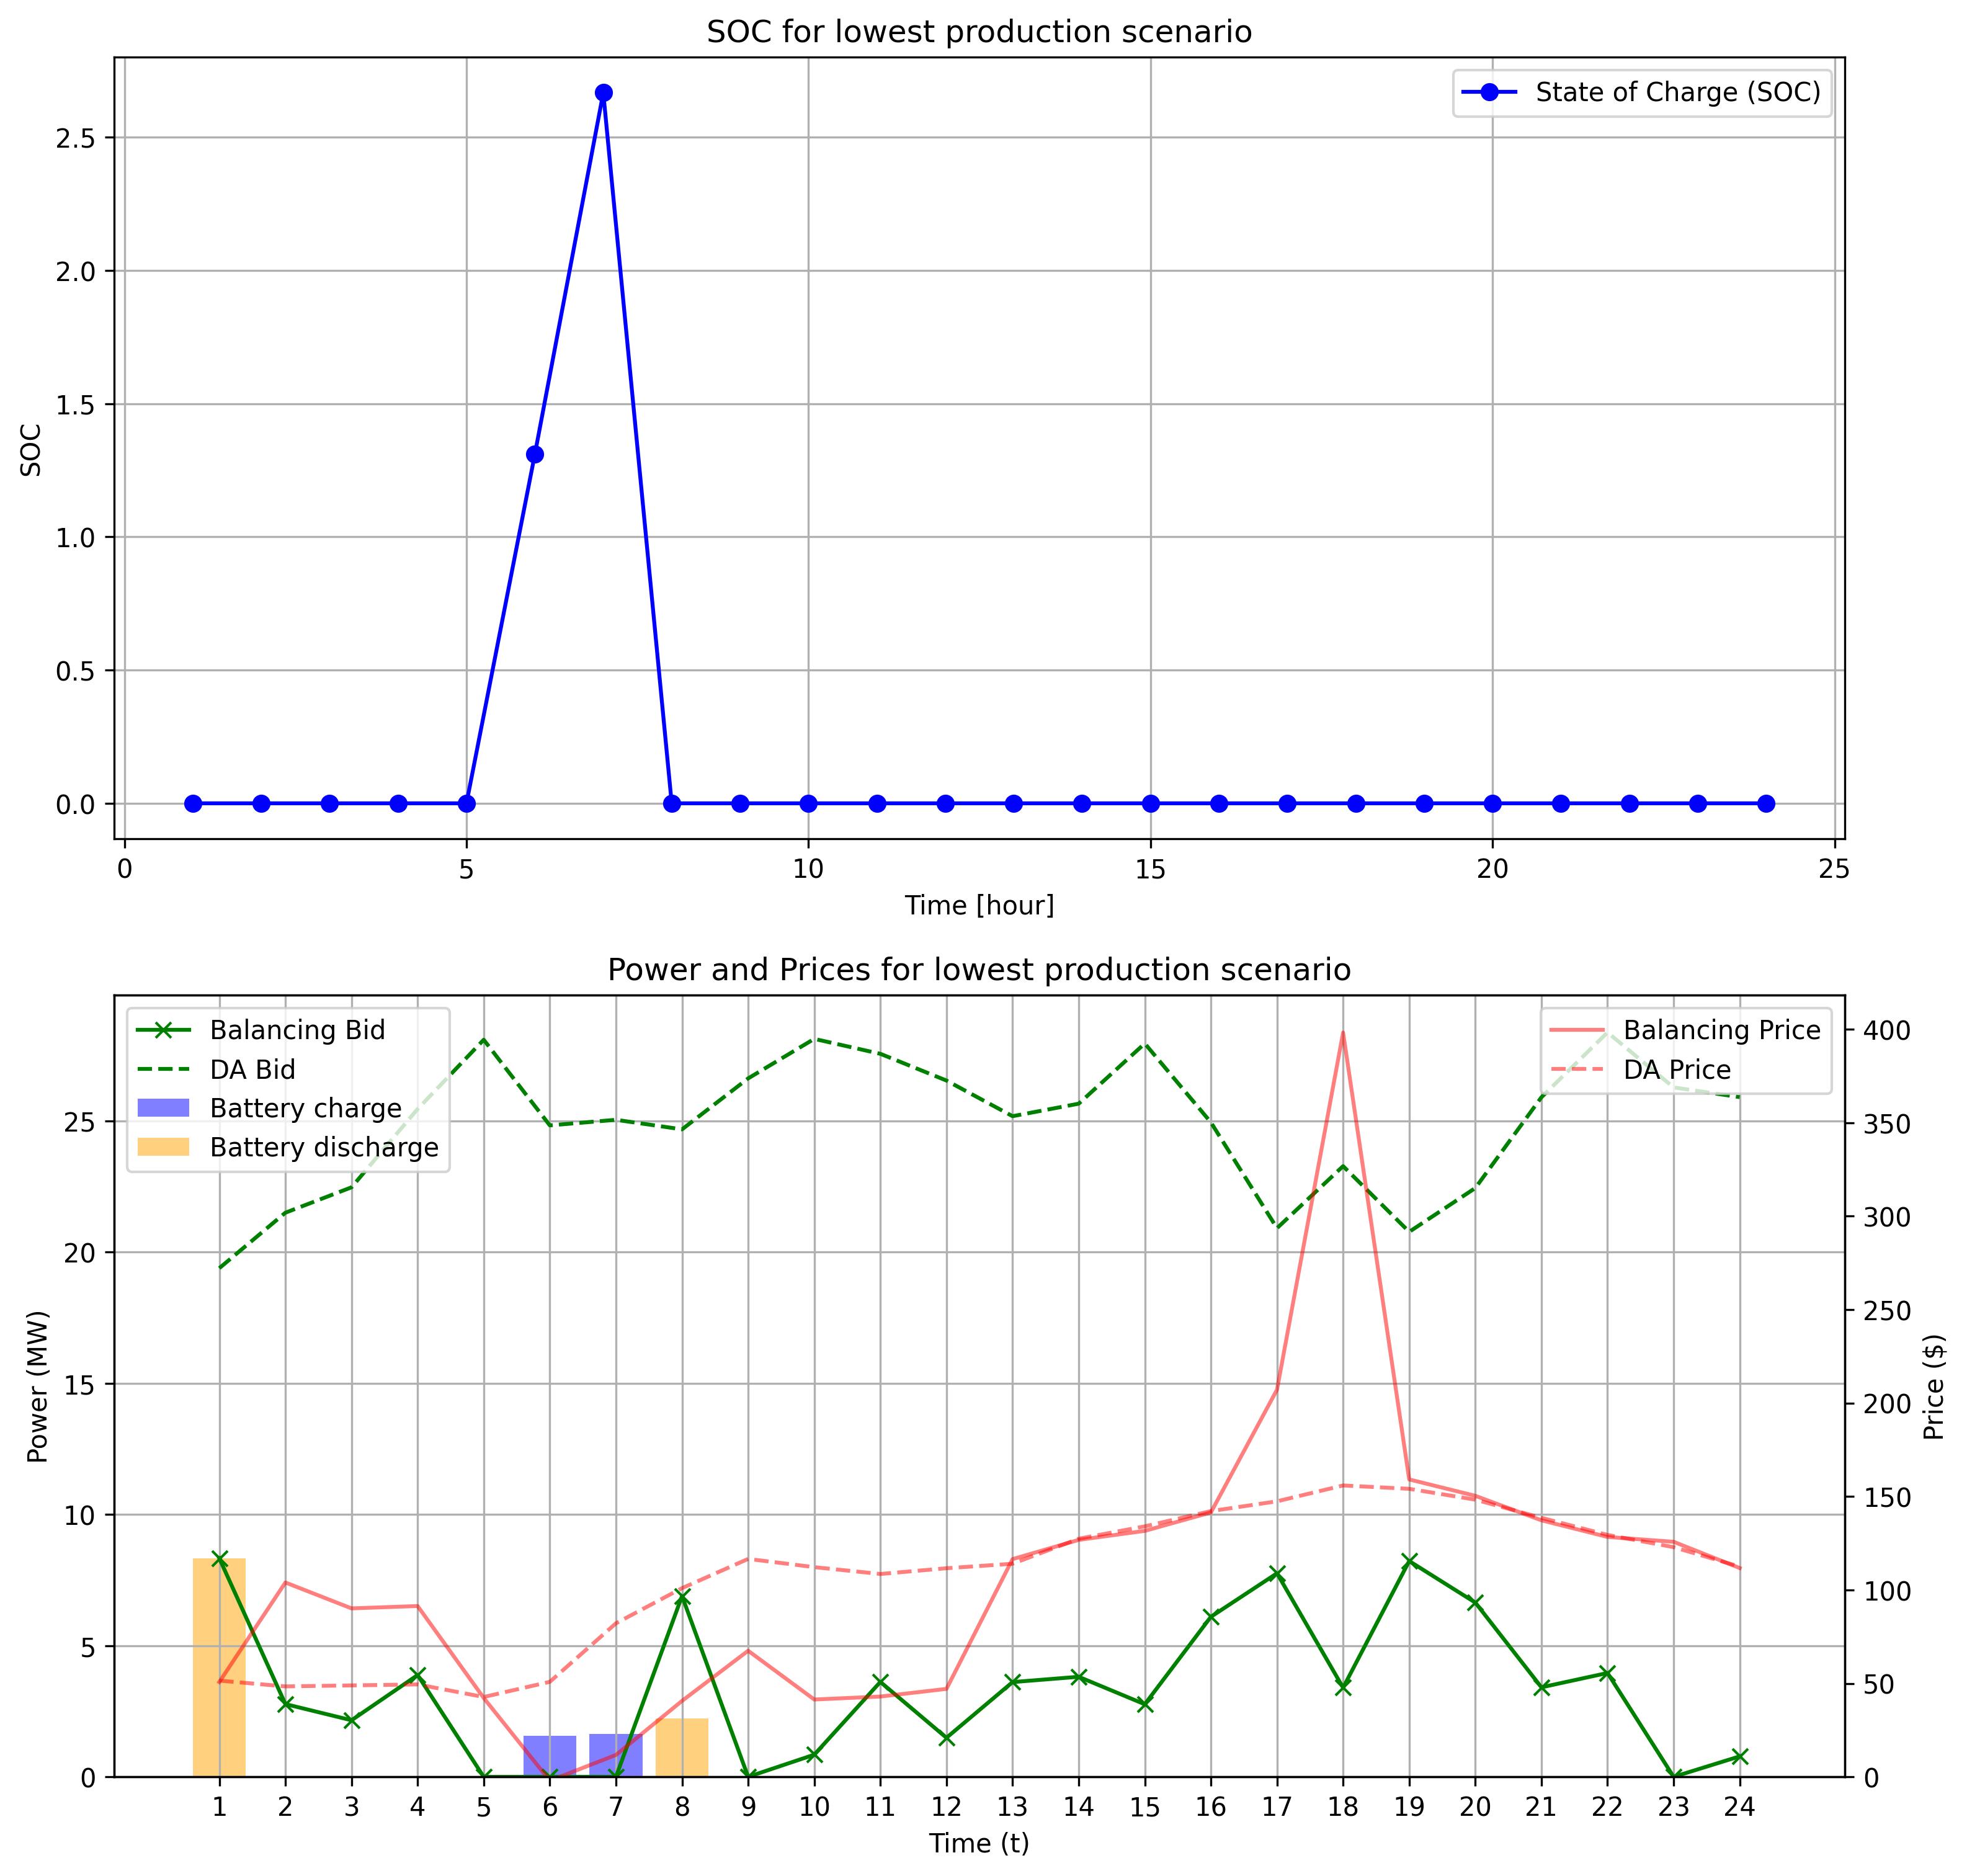 SOC for lowest production scenario
State of Charge (SOC)
2.5
2.0
1.5
1.0
0.5
0.0
SOC
0 5 10 15 20 25
Time [hour]
Power and Prices for lowest production scenario
Balancing Bid
DA Bid
Battery charge
Battery discharge
Balancing Price
DA Price
25
20
15
10
5
0
Power (MW)
400
350
300
250
200
150
100
50
0
Price ($)
1 2 3 4 5 6 7 8 9 10 11 12 13 14 15 16 17 18 19 20 21 22 23 24
Time (t)